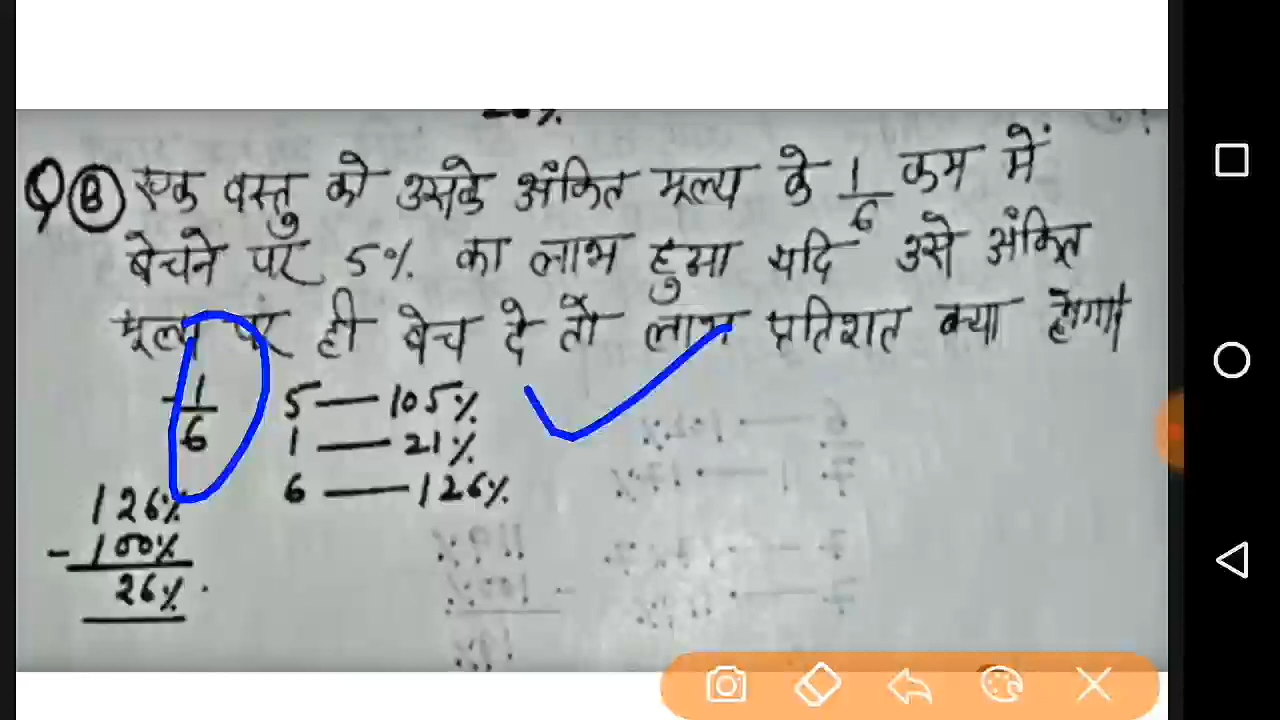 Q (B) एक वस्तु को उसके अंकित मूल्य के 1/6 कम में
बेचने पर 5% का लाभ हुआ यदि उसे अंकित
मूल्य पर ही बेच दे तो लाभ प्रतिशत क्या होगा।
-1/6
5 — 105%
1 — 21%
6 — 126%
126%
- 100%
26%